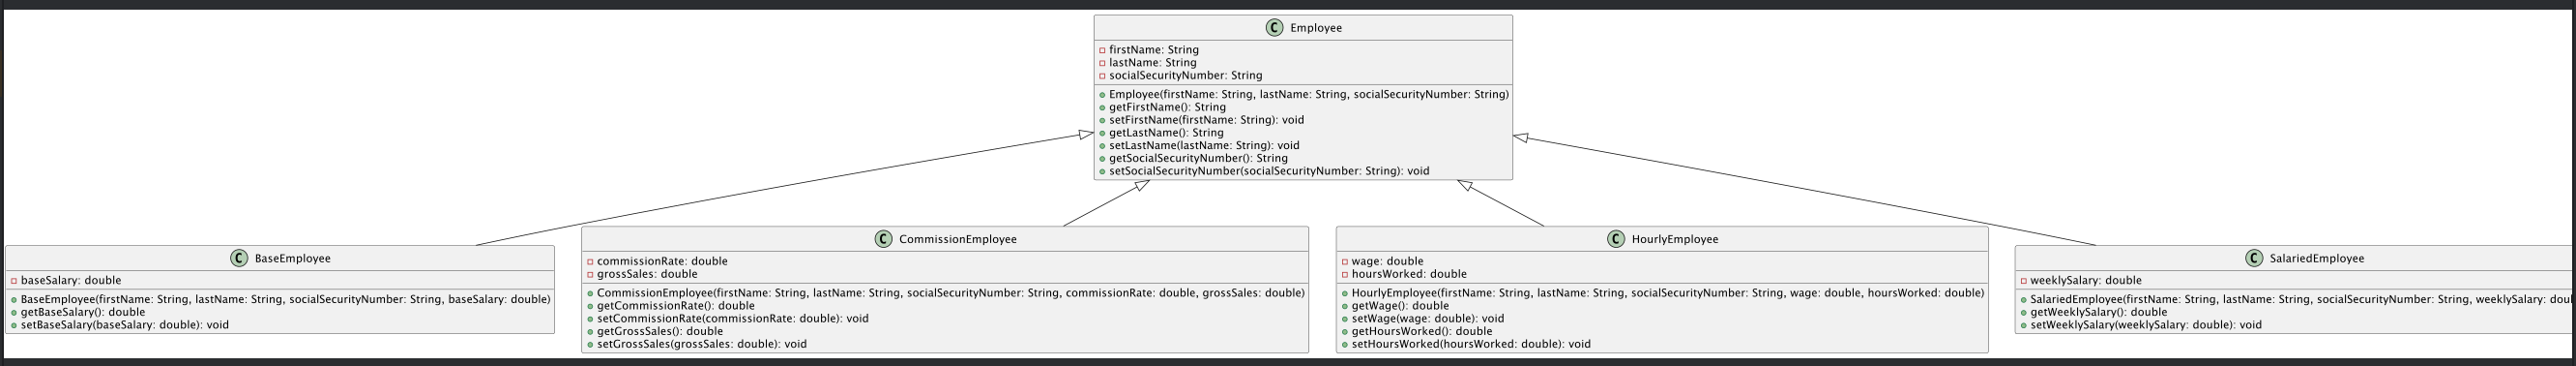 C Employee
firstName: String
lastName: String
socialSecurityNumber: String
Employee(firstName: String, lastName: String, socialSecurityNumber: String)
getFirstName(): String
setFirstName(firstName: String): void
getLastName(): String
setLastName(lastName: String): void
getSocialSecurityNumber(): String
setSocialSecurityNumber(socialSecurityNumber: String): void
C BaseEmployee
baseSalary: double
BaseEmployee(firstName: String, lastName: String, socialSecurityNumber: String, baseSalary: double)
getBaseSalary(): double
setBaseSalary(baseSalary: double): void
C CommissionEmployee
commissionRate: double
grossSales: double
CommissionEmployee(firstName: String, lastName: String, socialSecurityNumber: String, commissionRate: double, grossSales: double)
getCommissionRate(): double
setCommissionRate(commissionRate: double): void
getGrossSales(): double
setGrossSales(grossSales: double): void
C HourlyEmployee
wage: double
hoursWorked: double
HourlyEmployee(firstName: String, lastName: String, socialSecurityNumber: String, wage: double, hoursWorked: double)
getWage(): double
setWage(wage: double): void
getHoursWorked(): double
setHoursWorked(hoursWorked: double): void
C SalariedEmployee
weeklySalary: double
SalariedEmployee(firstName: String, lastName: String, socialSecurityNumber: String, weeklySalary:
getWeeklySalary(): double
setWeeklySalary(weeklySalary: double): void